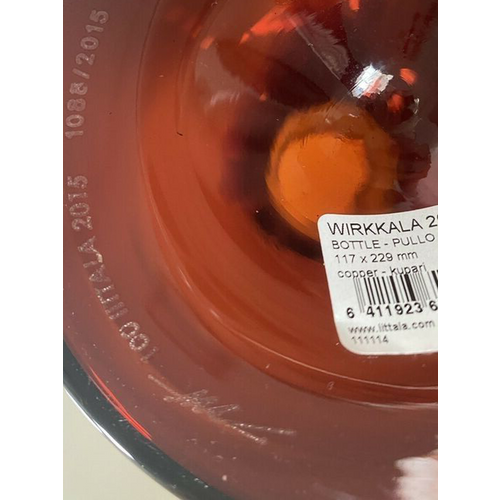 TW 100 IITTALA 2015 1088/2015
WIRKKALA
BOTTLE - PULLO
117 x 229 mm
copper - kupari
6 411923 6
www.iittala.com
111114